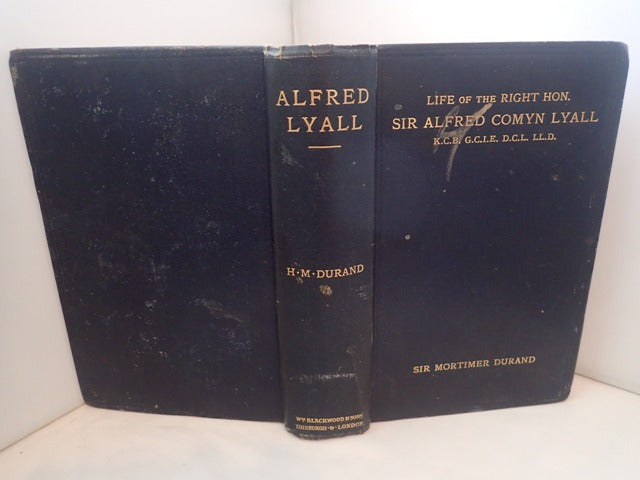 ALFRED
LYALL
H·M·DURAND
WM BLACKWOOD & SONS
EDINBURGH & LONDON
LIFE OF THE RIGHT HON.
SIR ALFRED COMYN LYALL
K.C.B. G.C.I.E. D.C.L. LL.D.
SIR MORTIMER DURAND